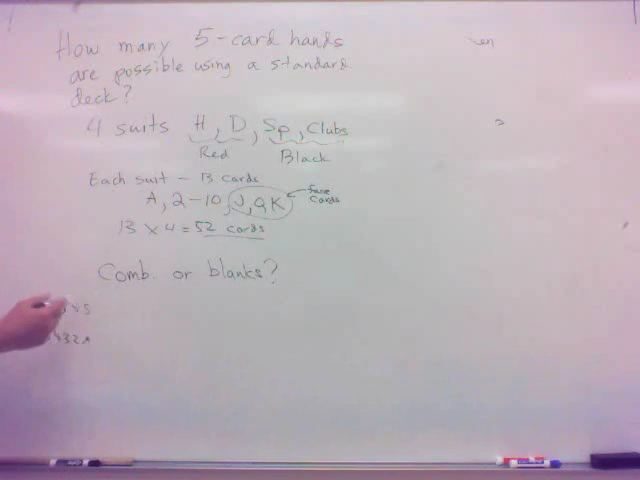 How many 5-card hands
are possible using a standard
deck?
4 suits H, D, Sp, Clubs
Red Black
Each suit - 13 cards
A, 2-10, J, Q K face cards
13 x 4 = 52 cards
Comb. or blanks?